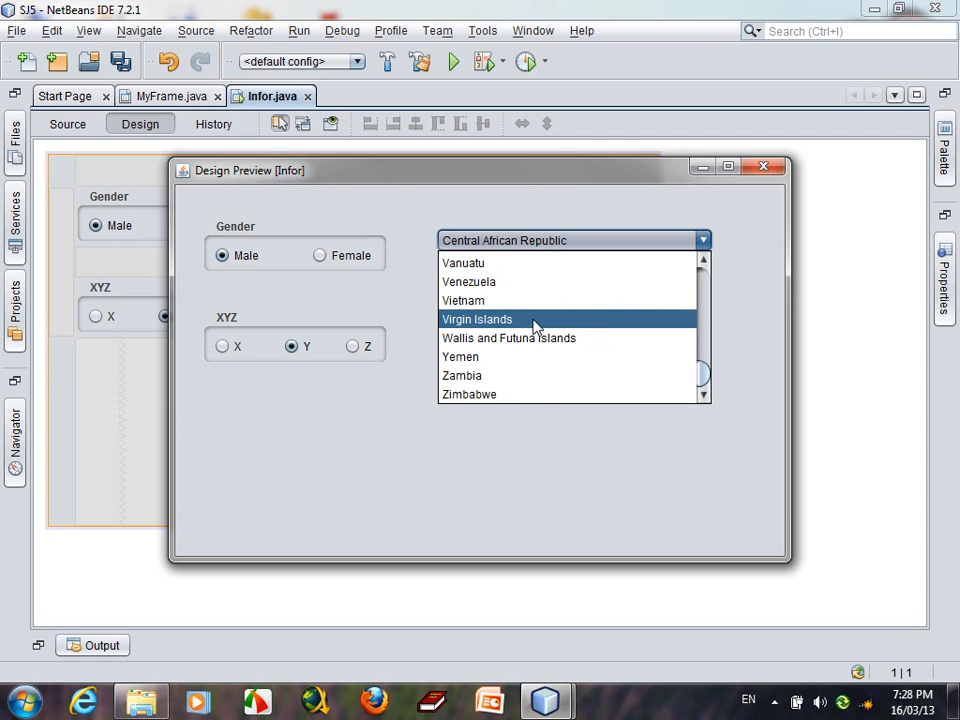 SJ5 - NetBeans IDE 7.2.1
File Edit View Navigate Source Refactor Run Debug Profile Team Tools Window Help Search (Ctrl+I)
<default config>
Start Page MyFrame.java Infor.java
Source Design History
Files
Services
Projects
Navigator
Palette
Properties
Gender
Male
XYZ
X
Design Preview [Infor]
Gender
Male Female
XYZ
X Y Z
Central African Republic
Vanuatu
Venezuela
Vietnam
Virgin Islands
Wallis and Futuna Islands
Yemen
Zambia
Zimbabwe
Output
1 | 1
EN
7:28 PM
16/03/13